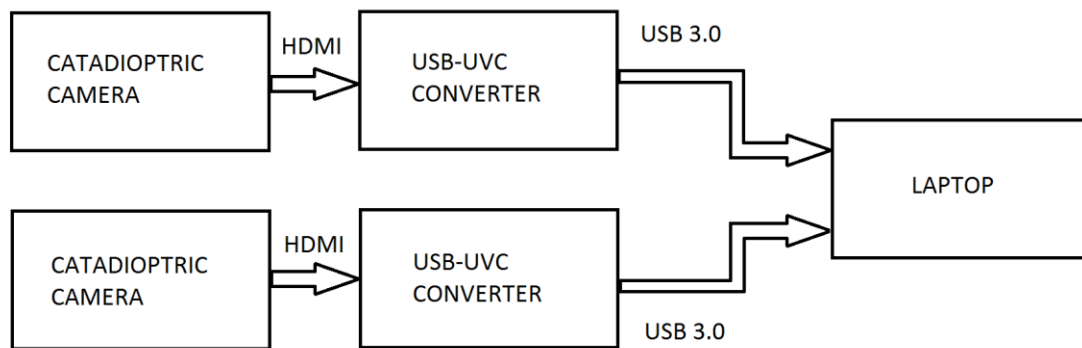 CATADIOPTRIC
CAMERA
HDMI
USB-UVC
CONVERTER
USB 3.0
LAPTOP
CATADIOPTRIC
CAMERA
HDMI
USB-UVC
CONVERTER
USB 3.0